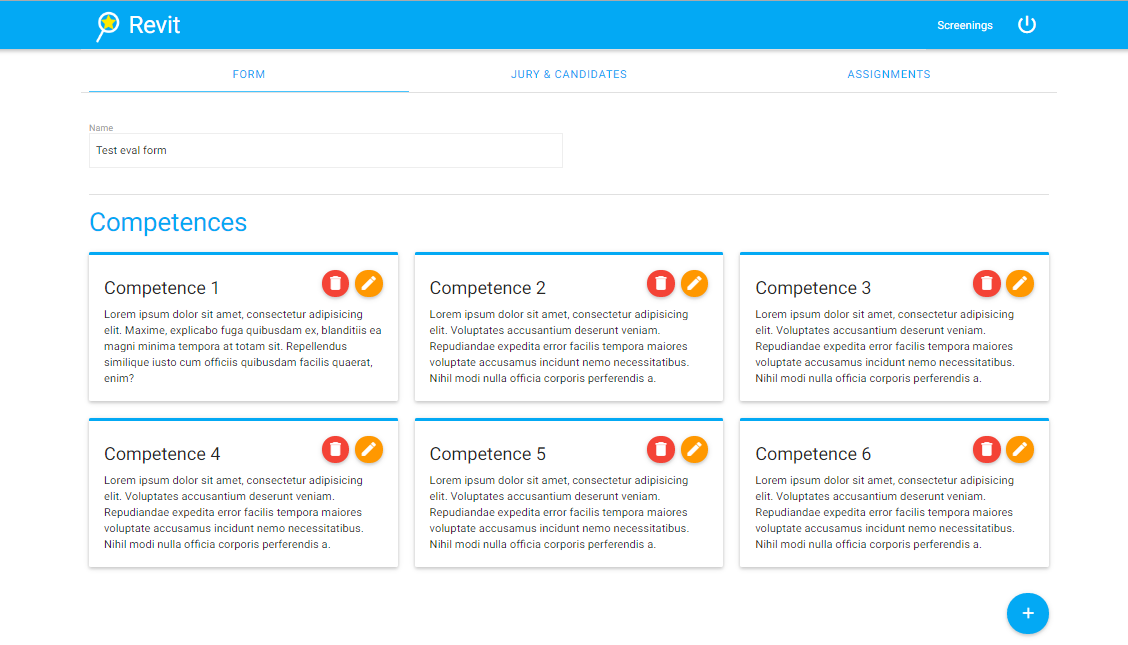 Revit
Screenings
FORM
JURY & CANDIDATES
ASSIGNMENTS
Name
Test eval form
Competences
Competence 1
Lorem ipsum dolor sit amet, consectetur adipisicing
elit. Maxime, explicabo fuga quibusdam ex, blanditiis ea
magni minima tempora at totam sit. Repellendus
similique iusto cum officiis quibusdam facilis quaerat,
enim?
Competence 2
Lorem ipsum dolor sit amet, consectetur adipisicing
elit. Voluptates accusantium deserunt veniam.
Repudiandae expedita error facilis tempora maiores
voluptate accusamus incidunt nemo necessitatibus.
Nihil modi nulla officia corporis perferendis a.
Competence 3
Lorem ipsum dolor sit amet, consectetur adipisicing
elit. Voluptates accusantium deserunt veniam.
Repudiandae expedita error facilis tempora maiores
voluptate accusamus incidunt nemo necessitatibus.
Nihil modi nulla officia corporis perferendis a.
Competence 4
Lorem ipsum dolor sit amet, consectetur adipisicing
elit. Voluptates accusantium deserunt veniam.
Repudiandae expedita error facilis tempora maiores
voluptate accusamus incidunt nemo necessitatibus.
Nihil modi nulla officia corporis perferendis a.
Competence 5
Lorem ipsum dolor sit amet, consectetur adipisicing
elit. Voluptates accusantium deserunt veniam.
Repudiandae expedita error facilis tempora maiores
voluptate accusamus incidunt nemo necessitatibus.
Nihil modi nulla officia corporis perferendis a.
Competence 6
Lorem ipsum dolor sit amet, consectetur adipisicing
elit. Voluptates accusantium deserunt veniam.
Repudiandae expedita error facilis tempora maiores
voluptate accusamus incidunt nemo necessitatibus.
Nihil modi nulla officia corporis perferendis a.
+